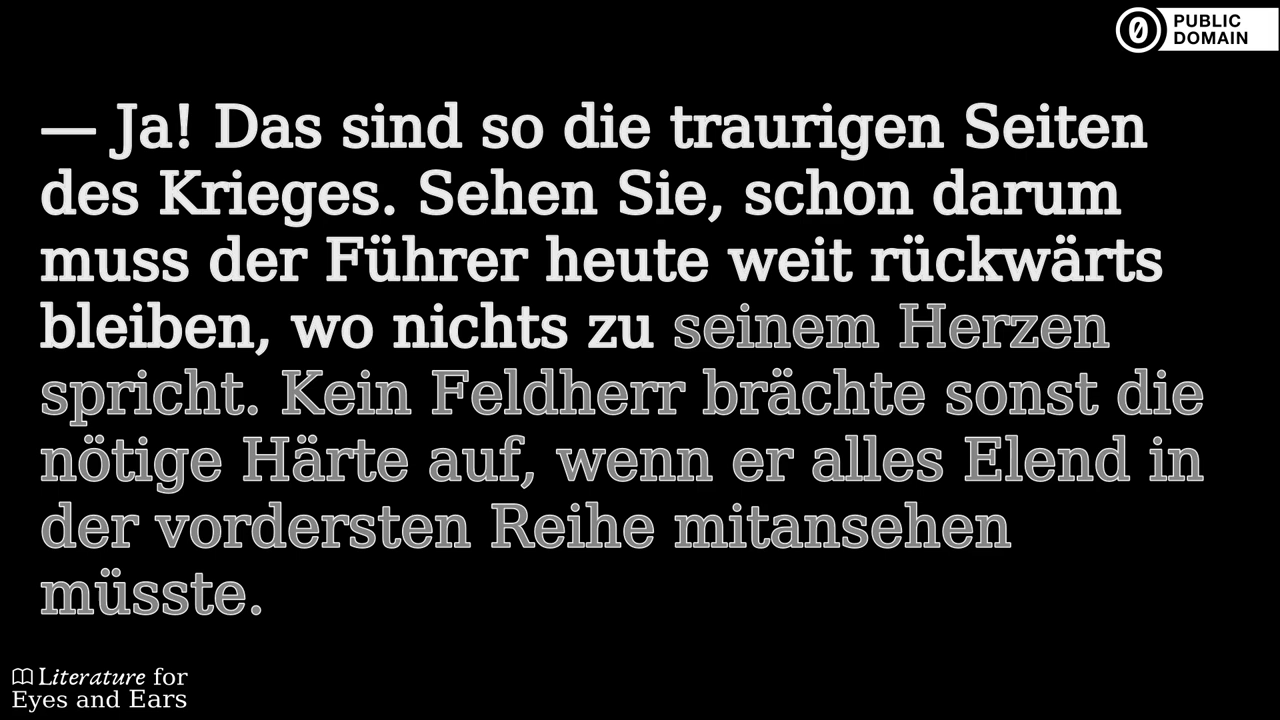 PUBLIC
DOMAIN
— Ja! Das sind so die traurigen Seiten
des Krieges. Sehen Sie, schon darum
muss der Führer heute weit rückwärts
bleiben, wo nichts zu seinem Herzen
spricht. Kein Feldherr brächte sonst die
nötige Härte auf, wenn er alles Elend in
der vordersten Reihe mitansehen
müsste.
Literature for
Eyes and Ears